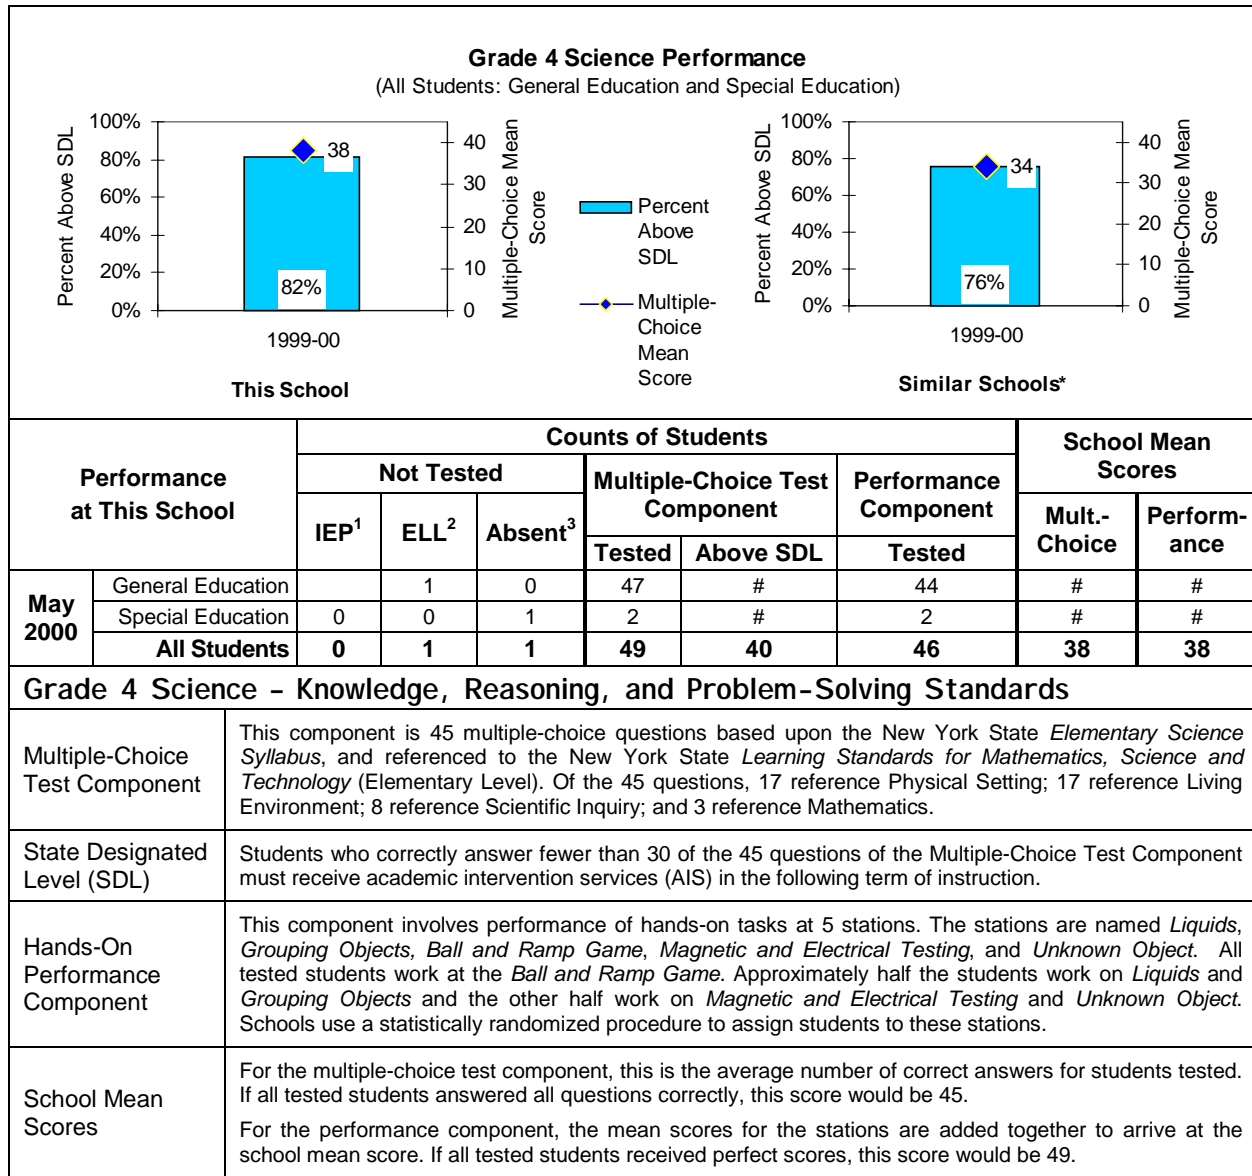 Grade 4 Science Performance
(All Students: General Education and Special Education)
Percent Above SDL
100%
80%
60%
40%
20%
0%
38
82%
40
30
20
10
0
Multiple-Choice Mean
Score
1999-00
This School
Percent
Above
SDL
Multiple-
Choice
Mean
Score
Percent Above SDL
100%
80%
60%
40%
20%
0%
34
76%
40
30
20
10
0
Multiple-Choice Mean
Score
1999-00
Similar Schools*
Performance
at This School
Counts of Students
School Mean
Scores
Not Tested
Multiple-Choice Test
Component
Performance
Component
IEP1 ELL2 Absent3
Mult.-
Choice
Perform-
ance
Tested Above SDL Tested
May
2000
General Education 1 0 47 # 44 # #
Special Education 0 0 1 2 # 2 # #
All Students 0 1 1 49 40 46 38 38
Grade 4 Science – Knowledge, Reasoning, and Problem-Solving Standards
Multiple-Choice
Test Component
This component is 45 multiple-choice questions based upon the New York State Elementary Science
Syllabus, and referenced to the New York State Learning Standards for Mathematics, Science and
Technology (Elementary Level). Of the 45 questions, 17 reference Physical Setting; 17 reference Living
Environment; 8 reference Scientific Inquiry; and 3 reference Mathematics.
State Designated
Level (SDL)
Students who correctly answer fewer than 30 of the 45 questions of the Multiple-Choice Test Component
must receive academic intervention services (AIS) in the following term of instruction.
Hands-On
Performance
Component
This component involves performance of hands-on tasks at 5 stations. The stations are named Liquids,
Grouping Objects, Ball and Ramp Game, Magnetic and Electrical Testing, and Unknown Object. All
tested students work at the Ball and Ramp Game. Approximately half the students work on Liquids and
Grouping Objects and the other half work on Magnetic and Electrical Testing and Unknown Object.
Schools use a statistically randomized procedure to assign students to these stations.
School Mean
Scores
For the multiple-choice test component, this is the average number of correct answers for students tested.
If all tested students answered all questions correctly, this score would be 45.
For the performance component, the mean scores for the stations are added together to arrive at the
school mean score. If all tested students received perfect scores, this score would be 49.